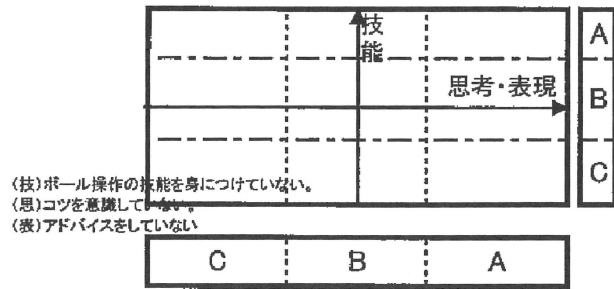 技能
思考・表現
A
B
C
(技)ボール操作の技能を身につけていない。
(思)コツを意識していない。
(表)アドバイスをしていない
C
B
A